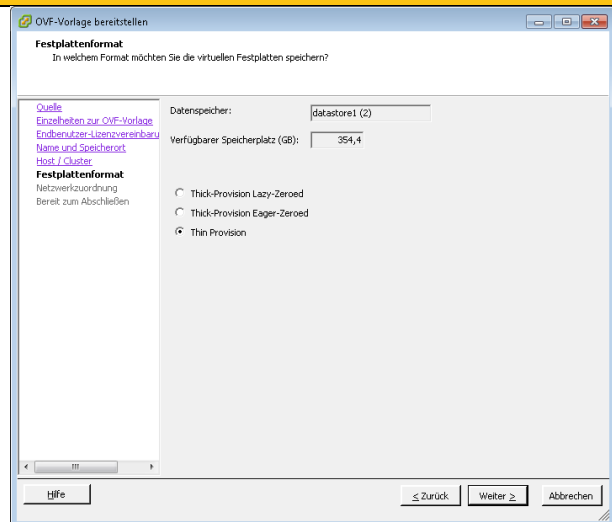 OVF-Vorlage bereitstellen
Festplattenformat
In welchem Format möchten Sie die virtuellen Festplatten speichern?
Quelle
Einzelheiten zur OVF-Vorlage
Endbenutzer-Lizenzvereinbaru
Name und Speicherort
Host / Cluster
Festplattenformat
Netzwerkzuordnung
Bereit zum Abschließen
Datenspeicher: datastore1 (2)
Verfügbarer Speicherplatz (GB): 354,4
Thick-Provision Lazy-Zeroed
Thick-Provision Eager-Zeroed
Thin Provision
Hilfe
< Zurück
Weiter >
Abbrechen